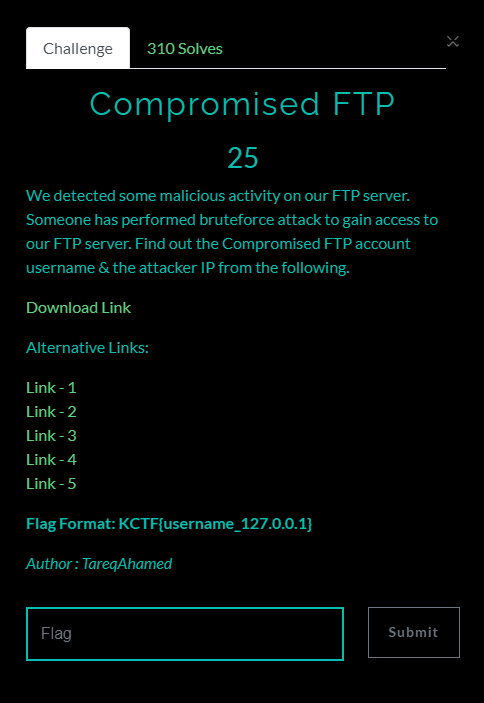 Challenge
310 Solves
Compromised FTP
25
We detected some malicious activity on our FTP server.
Someone has performed bruteforce attack to gain access to
our FTP server. Find out the Compromised FTP account
username & the attacker IP from the following.
Download Link
Alternative Links:
Link - 1
Link - 2
Link - 3
Link - 4
Link - 5
Flag Format: KCTF{username_127.0.0.1}
Author : TareqAhamed
Flag
Submit